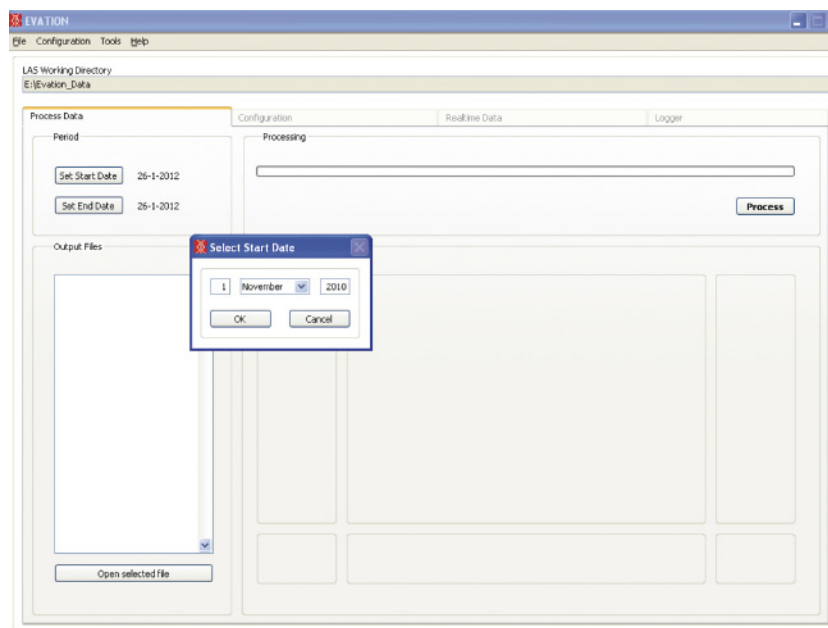 EVATION
File Configuration Tools Help
LAS Working Directory
E:\Evation_Data
Process Data Configuration Realtime Data Logger
Period
Set Start Date 26-1-2012
Set End Date 26-1-2012
Processing
Process
Output Files
Select Start Date
1 November 2010
OK Cancel
Open selected file